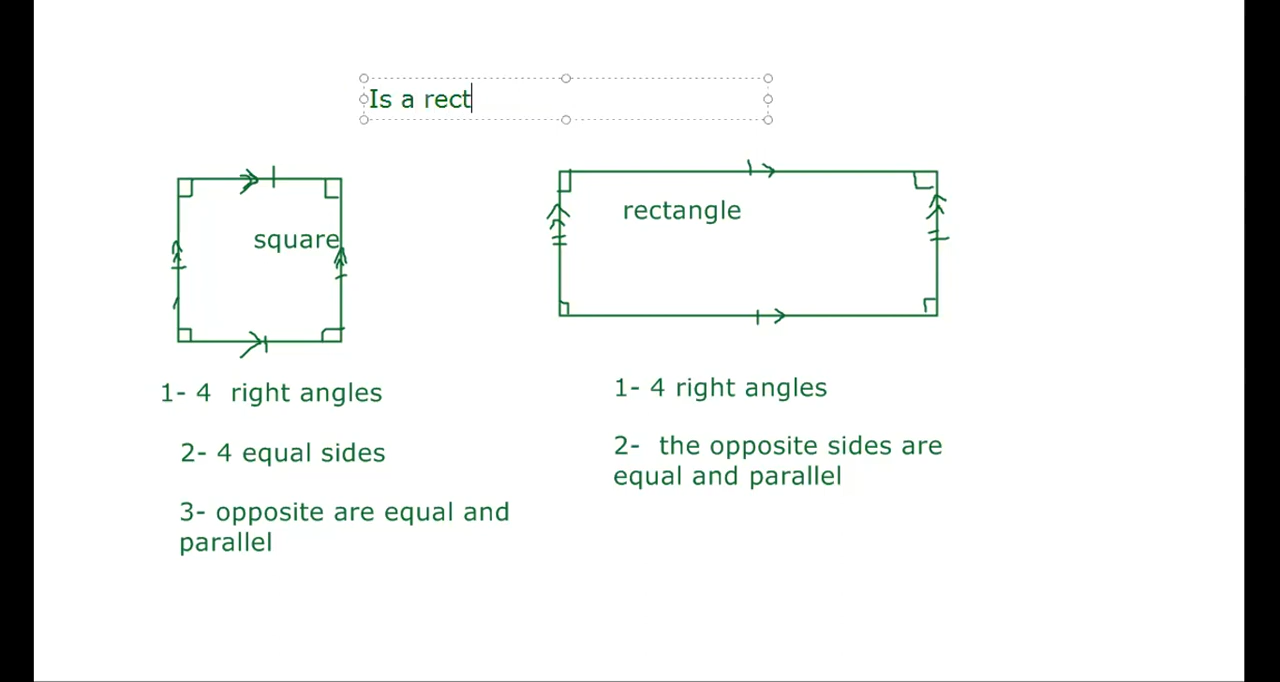 Is a rect
square
rectangle
1- 4 right angles
2- 4 equal sides
3- opposite are equal and
parallel
1- 4 right angles
2- the opposite sides are
equal and parallel